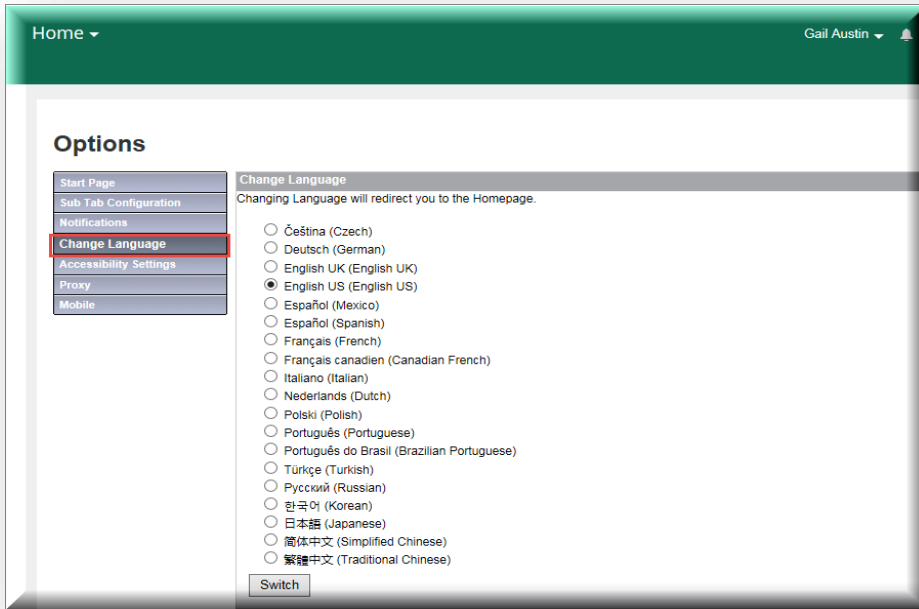 Home
Gail Austin
Options
Start Page
Sub Tab Configuration
Notifications
Change Language
Accessibility Settings
Proxy
Mobile
Change Language
Changing Language will redirect you to the Homepage.
Čeština (Czech)
Deutsch (German)
English UK (English UK)
English US (English US)
Español (Mexico)
Español (Spanish)
Français (French)
Français canadien (Canadian French)
Italiano (Italian)
Nederlands (Dutch)
Polski (Polish)
Português (Portuguese)
Português do Brasil (Brazilian Portuguese)
Türkçe (Turkish)
Русский (Russian)
한국어 (Korean)
日本語 (Japanese)
简体中文 (Simplified Chinese)
繁體中文 (Traditional Chinese)
Switch